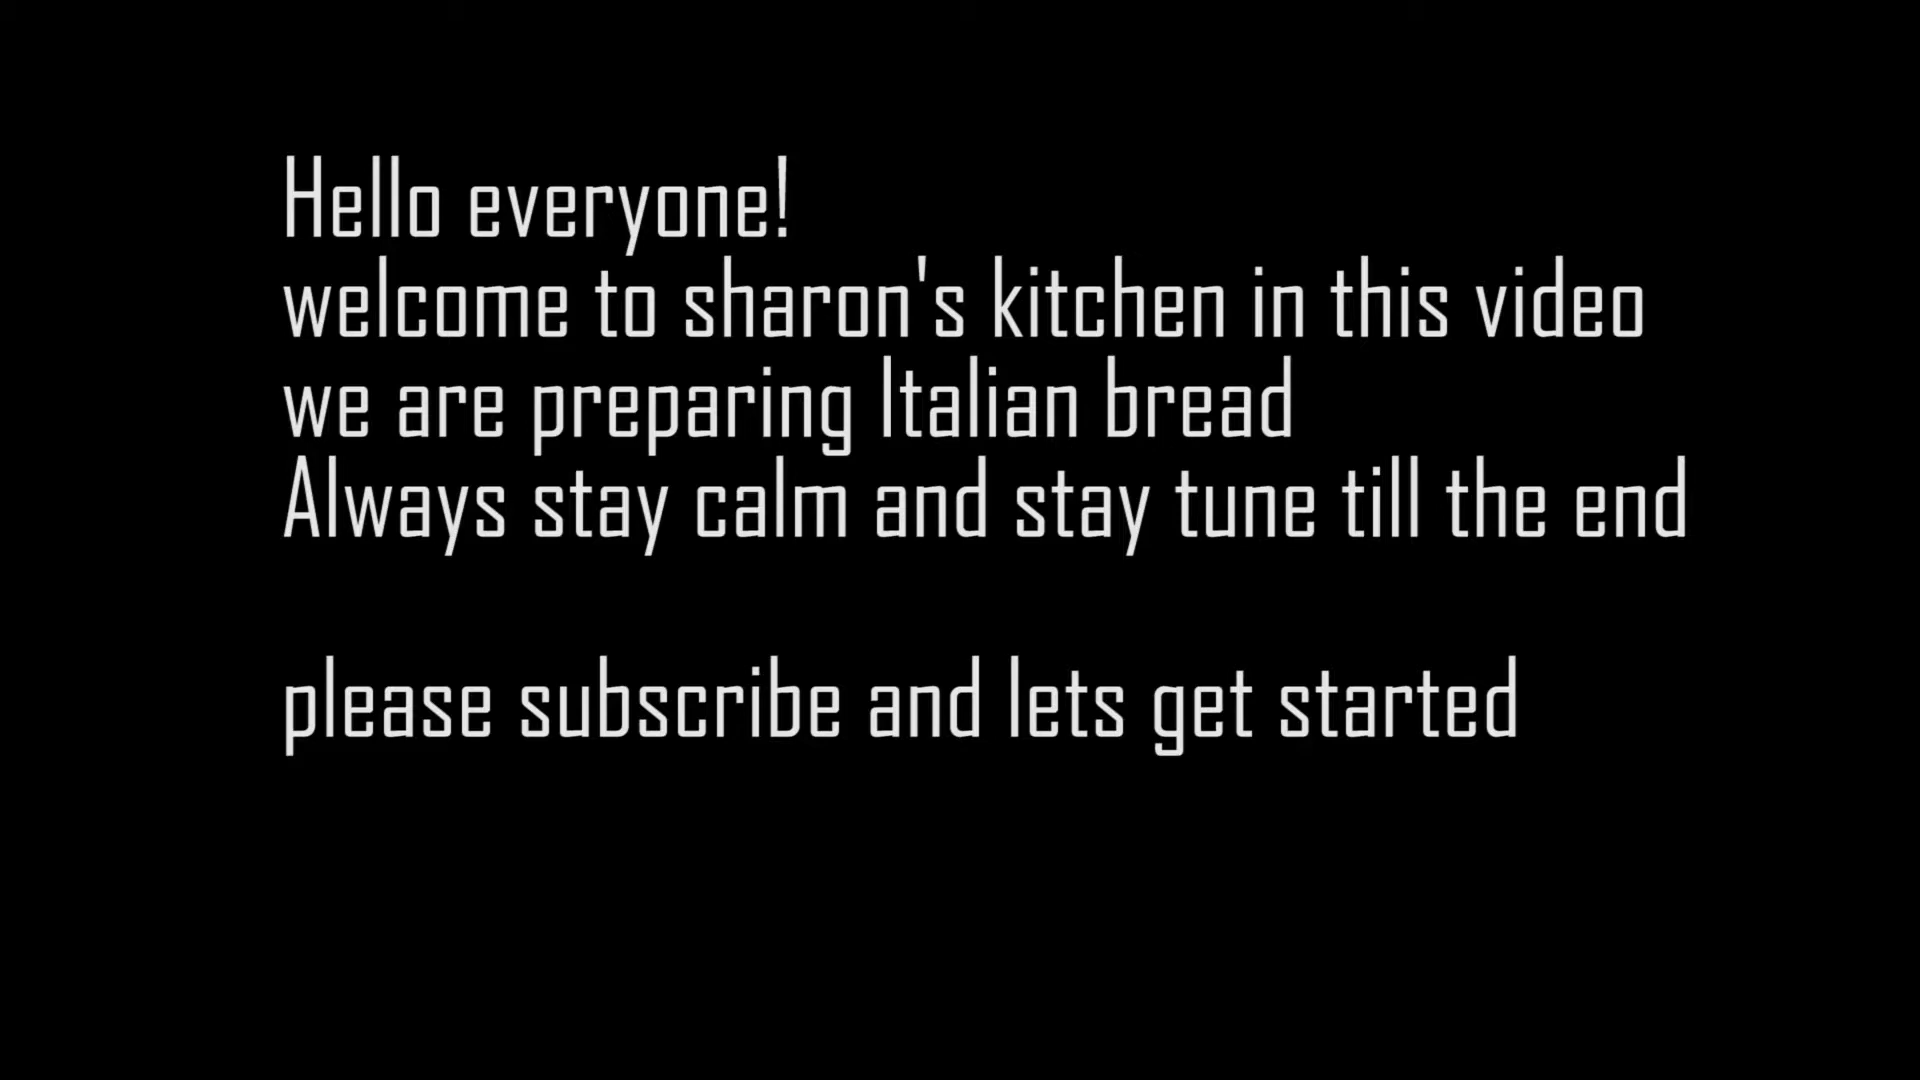 Hello everyone!
welcome to sharon's kitchen in this video
we are preparing Italian bread
Always stay calm and stay tune till the end
please subscribe and lets get started